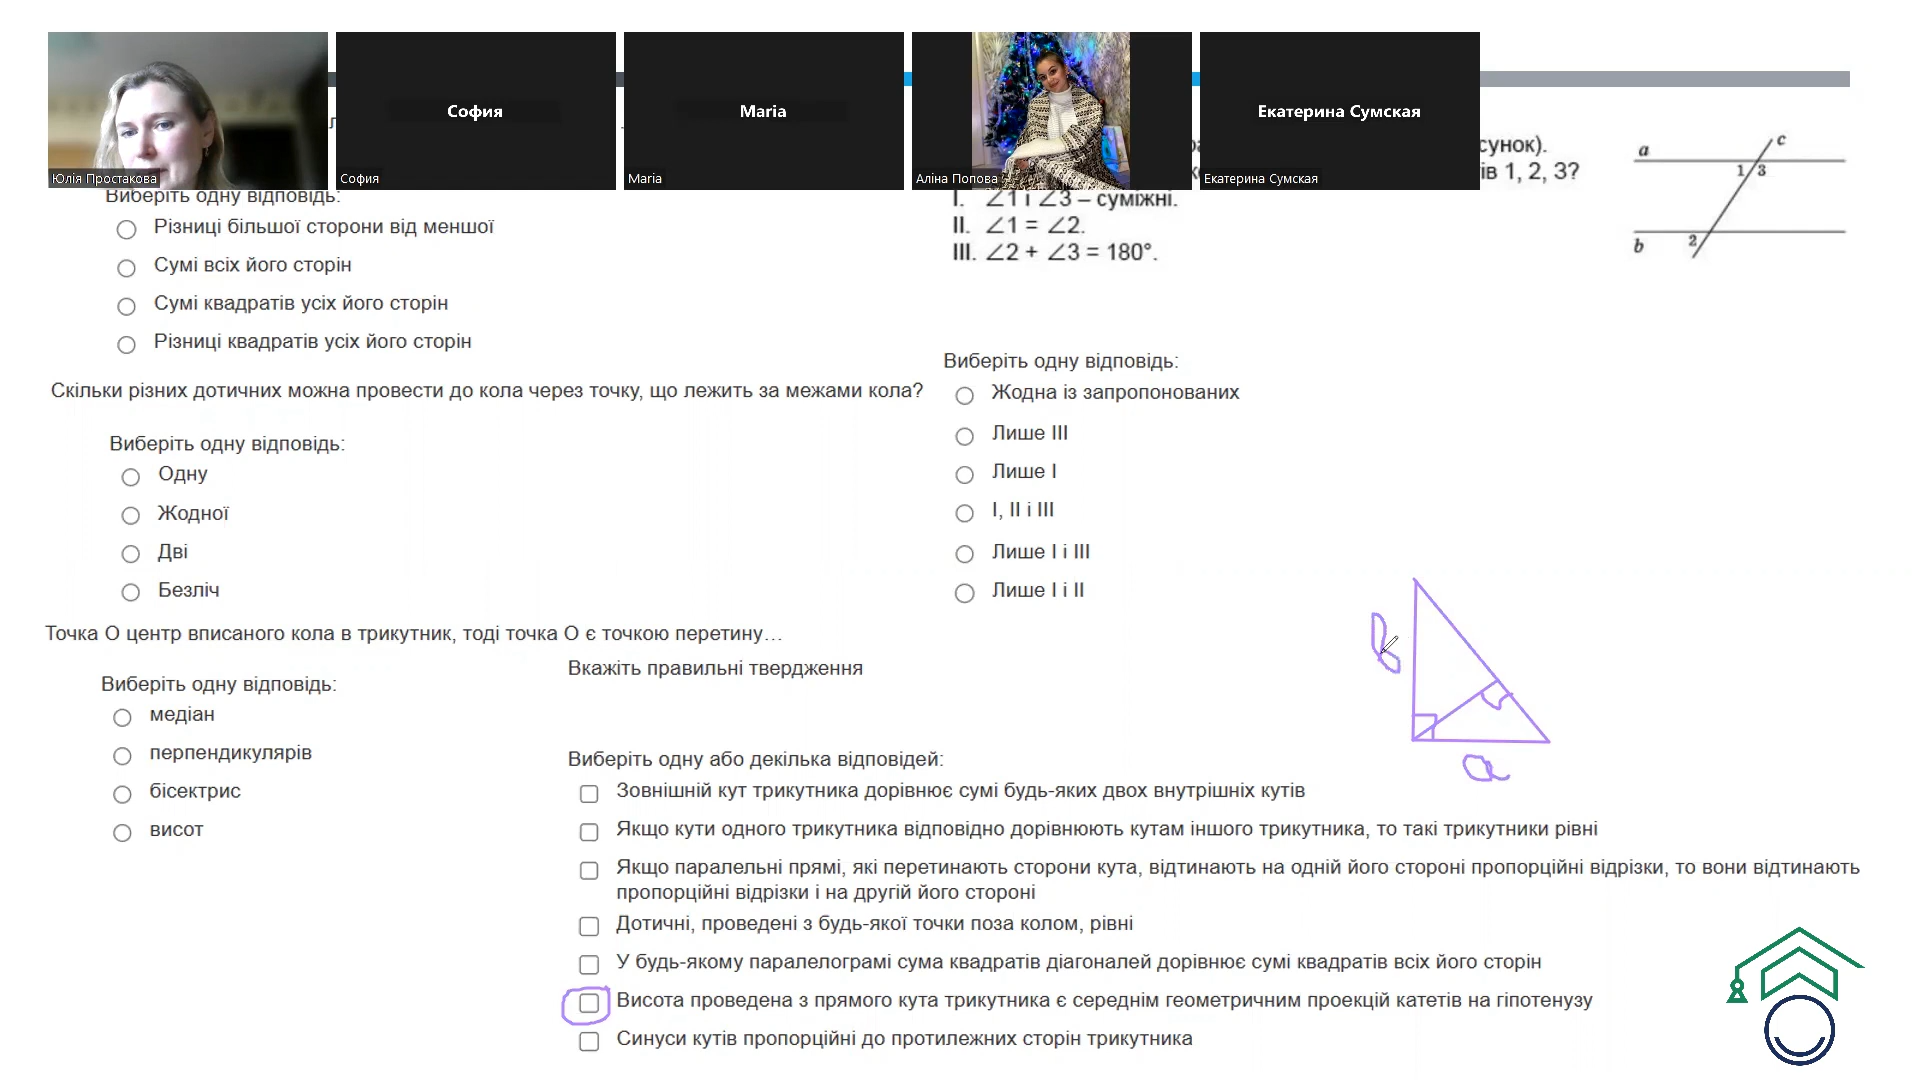 София
Maria
Екатерина Сумская
Юлія Простакова
София
Maria
Аліна Попова
Екатерина Сумская
сунок).
ів 1, 2, 3?
I. ∠1 і ∠3 – суміжні.
II. ∠1 = ∠2.
III. ∠2 + ∠3 = 180°.
a
c
1
3
b
2
Виберіть одну відповідь:
Різниці більшої сторони від меншої
Сумі всіх його сторін
Сумі квадратів усіх його сторін
Різниці квадратів усіх його сторін
Скільки різних дотичних можна провести до кола через точку, що лежить за межами кола?
Виберіть одну відповідь:
Одну
Жодної
Дві
Безліч
Виберіть одну відповідь:
Жодна із запропонованих
Лише III
Лише I
I, II і III
Лише I і III
Лише I і II
Точка О центр вписаного кола в трикутник, тоді точка О є точкою перетину…
Виберіть одну відповідь:
медіан
перпендикулярів
бісектрис
висот
Вкажіть правильні твердження
Виберіть одну або декілька відповідей:
Зовнішній кут трикутника дорівнює сумі будь-яких двох внутрішніх кутів
Якщо кути одного трикутника відповідно дорівнюють кутам іншого трикутника, то такі трикутники рівні
Якщо паралельні прямі, які перетинають сторони кута, відтинають на одній його стороні пропорційні відрізки, то вони відтинають
пропорційні відрізки і на другій його стороні
Дотичні, проведені з будь-якої точки поза колом, рівні
У будь-якому паралелограмі сума квадратів діагоналей дорівнює сумі квадратів всіх його сторін
Висота проведена з прямого кута трикутника є середнім геометричним проекцій катетів на гіпотенузу
Синуси кутів пропорційні до протилежних сторін трикутника
b
a